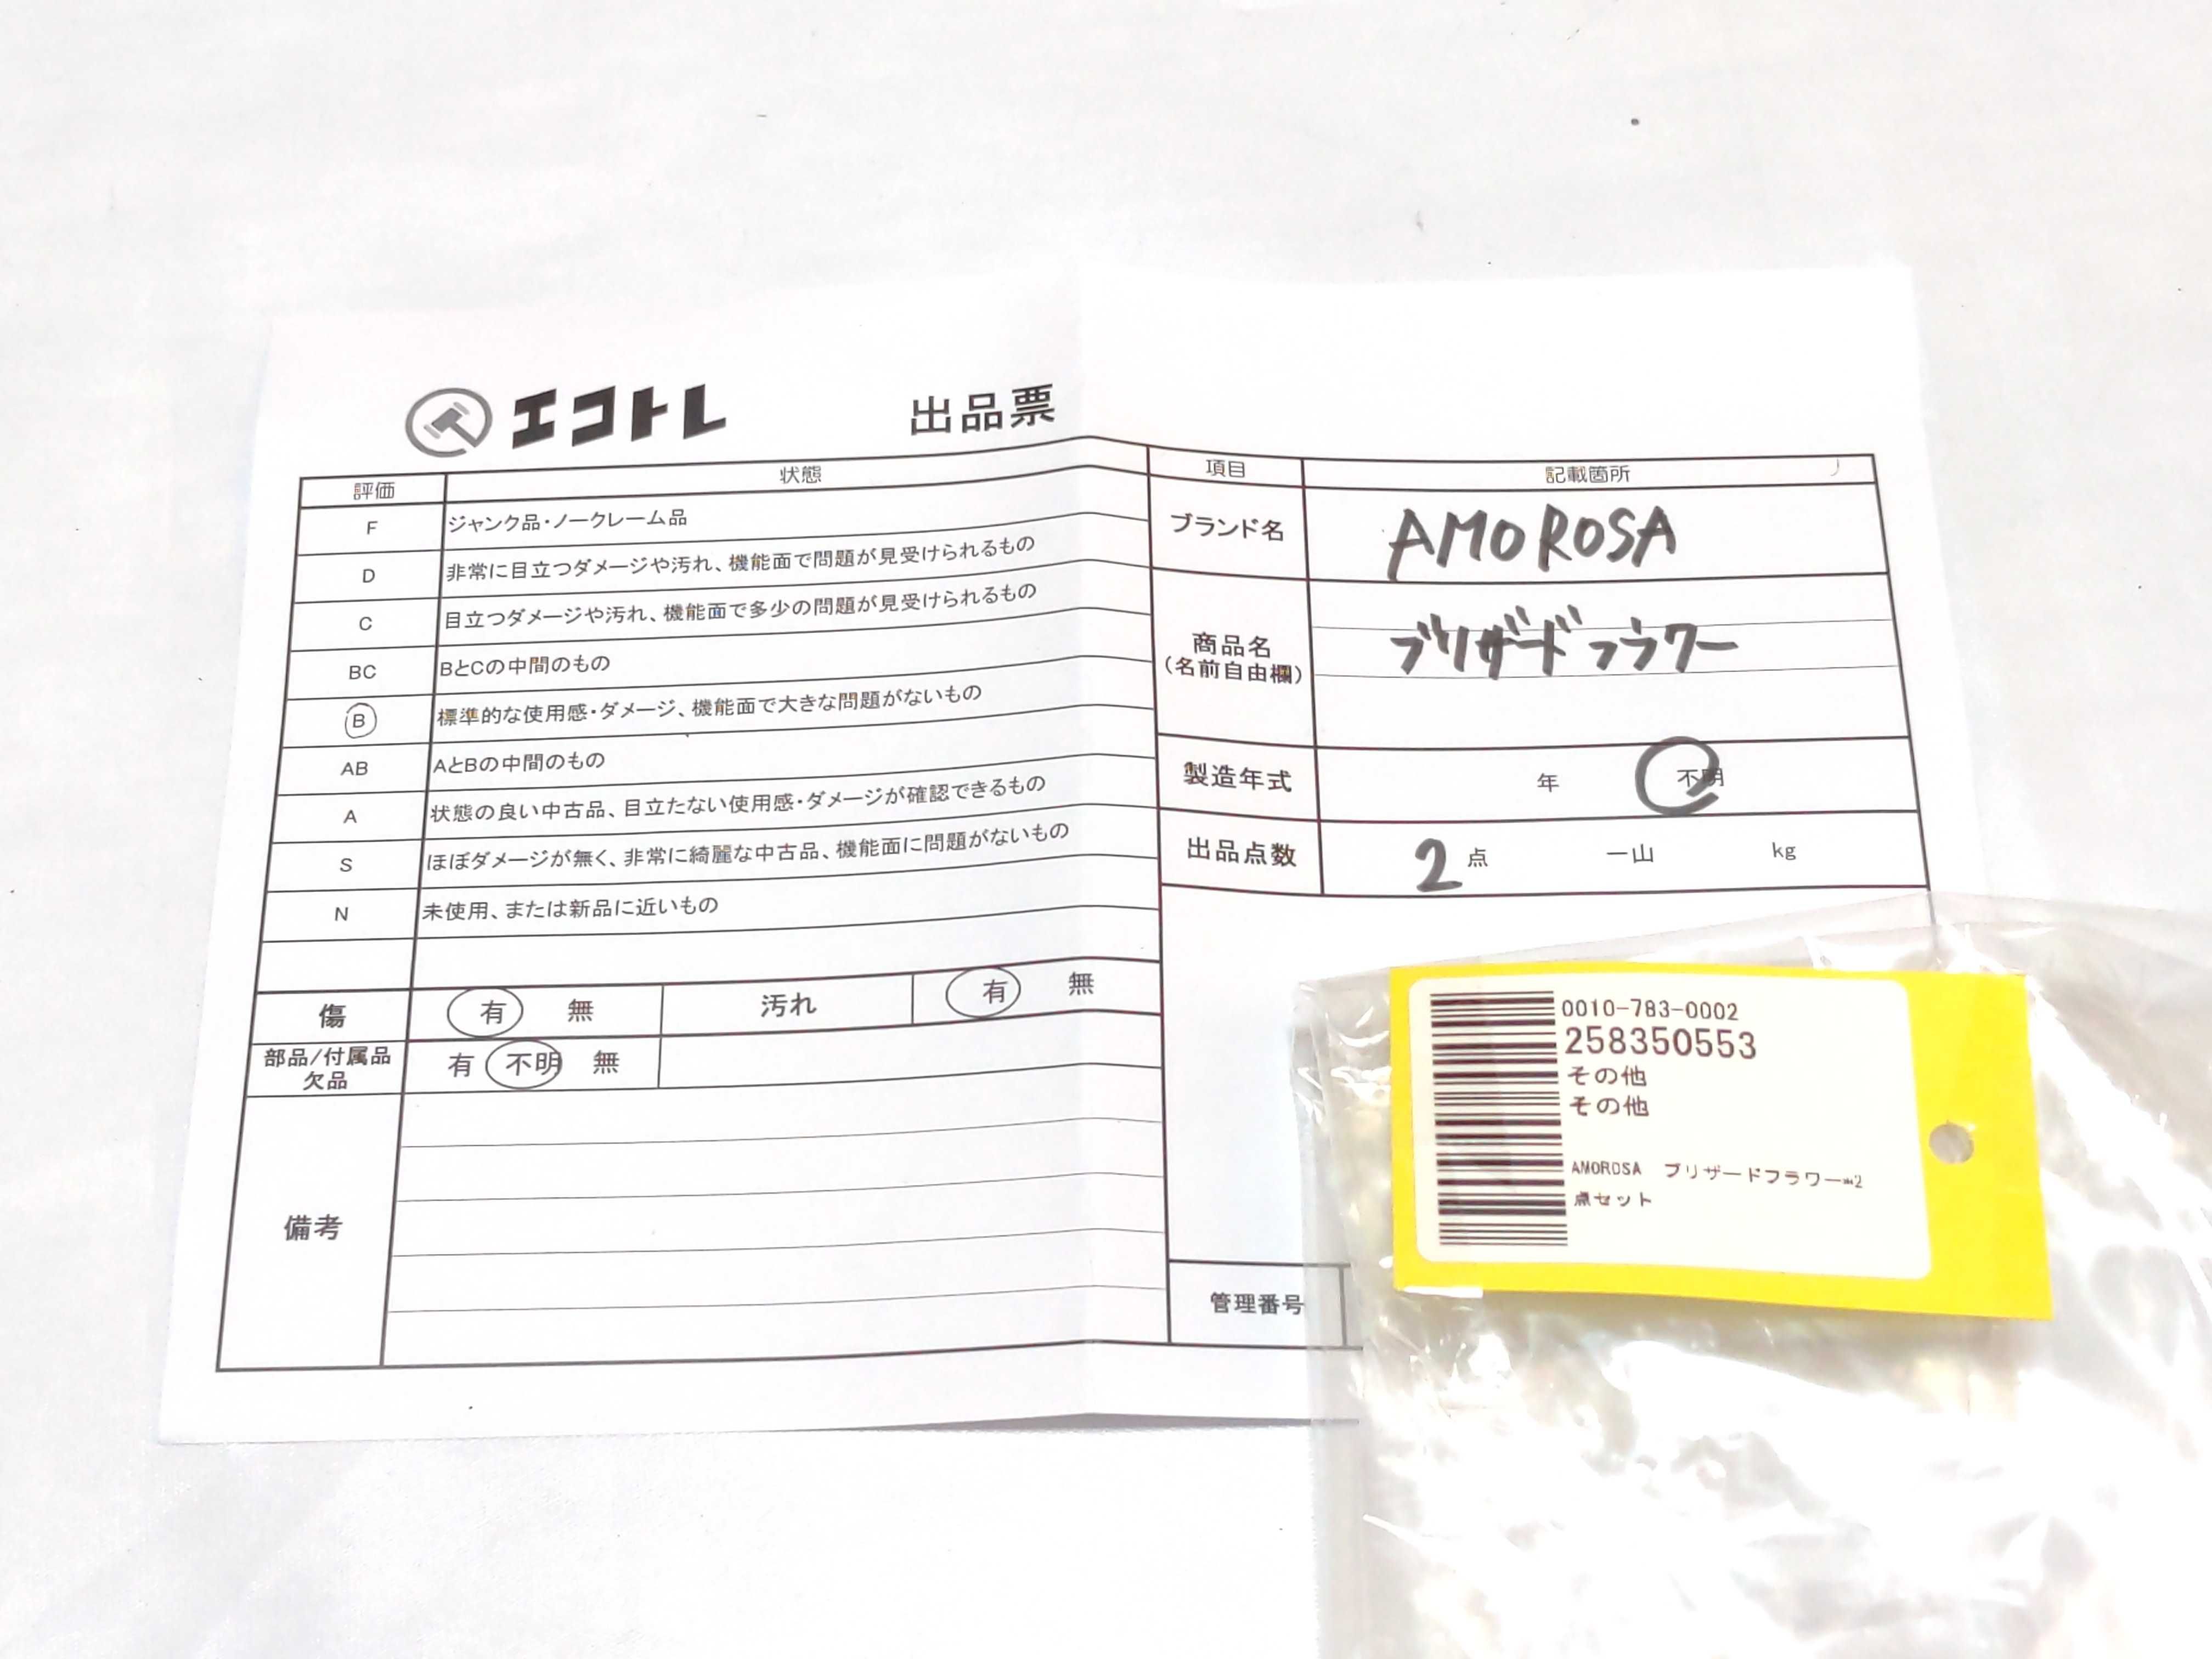 エコトレ 出品票
評価 状態
F ジャンク品・ノークレーム品
D 非常に目立つダメージや汚れ、機能面で問題が見受けられるもの
C 目立つダメージや汚れ、機能面で多少の問題が見受けられるもの
BC BとCの中間のもの
B 標準的な使用感・ダメージ、機能面で大きな問題がないもの
AB AとBの中間のもの
A 状態の良い中古品、目立たない使用感・ダメージが確認できるもの
S ほぼダメージが無く、非常に綺麗な中古品、機能面に問題がないもの
N 未使用、または新品に近いもの
傷 有 無 汚れ 有 無
部品/付属品
欠品 有 不明 無
備考
項目 記載箇所
ブランド名 AMOROSA
商品名
(名前自由欄) ブリザードフラワー
製造年式 年 不明
出品点数 2 点 一山 kg
管理番号
0010-783-0002
258350553
その他
その他
AMOROSA ブリザードフラワー※2
点セット